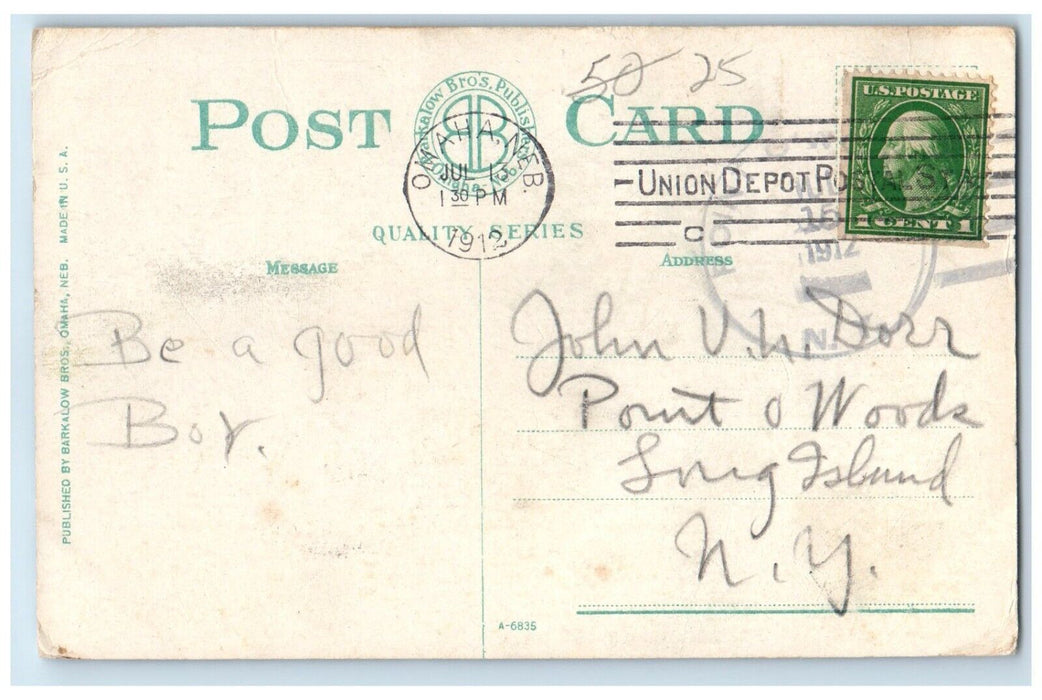 50 25
POST CARD
Barkalow Bros. Publishers
Omaha, Neb.
U.S. POSTAGE
1 CENT 1
OMAHA, NEB.
JUL 13
1 30 PM
1912
UNION DEPOT POSTAL STA
C
15
1912
N.Y.
QUALITY SERIES
MESSAGE
ADDRESS
Be a good
Boy.
John V.N. Dorr
Point o Woods
Long Island
N.Y.
A-6835
PUBLISHED BY BARKALOW BROS., OMAHA, NEB. MADE IN U.S.A.